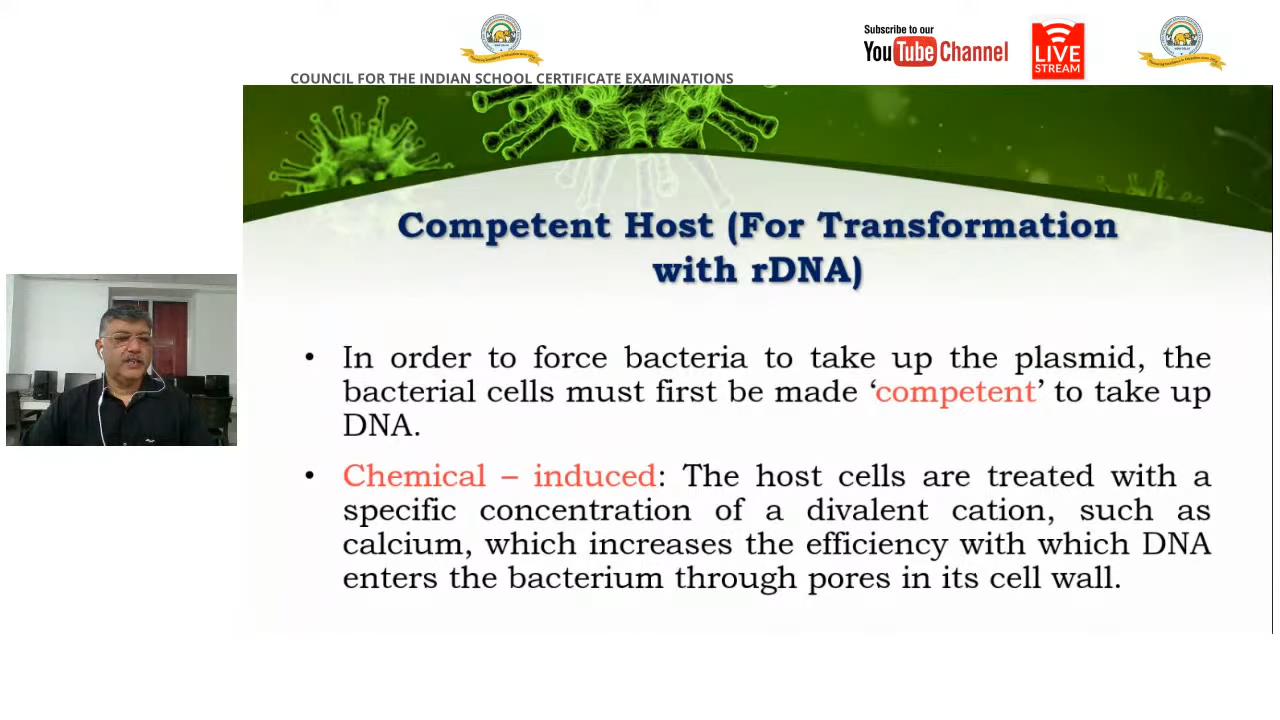 Subscribe to our
YouTube Channel
LIVE
STREAM
COUNCIL FOR THE INDIAN SCHOOL CERTIFICATE EXAMINATIONS
Competent Host (For Transformation
with rDNA)
• In order to force bacteria to take up the plasmid, the
bacterial cells must first be made ‘competent’ to take up
DNA.
• Chemical – induced: The host cells are treated with a
specific concentration of a divalent cation, such as
calcium, which increases the efficiency with which DNA
enters the bacterium through pores in its cell wall.